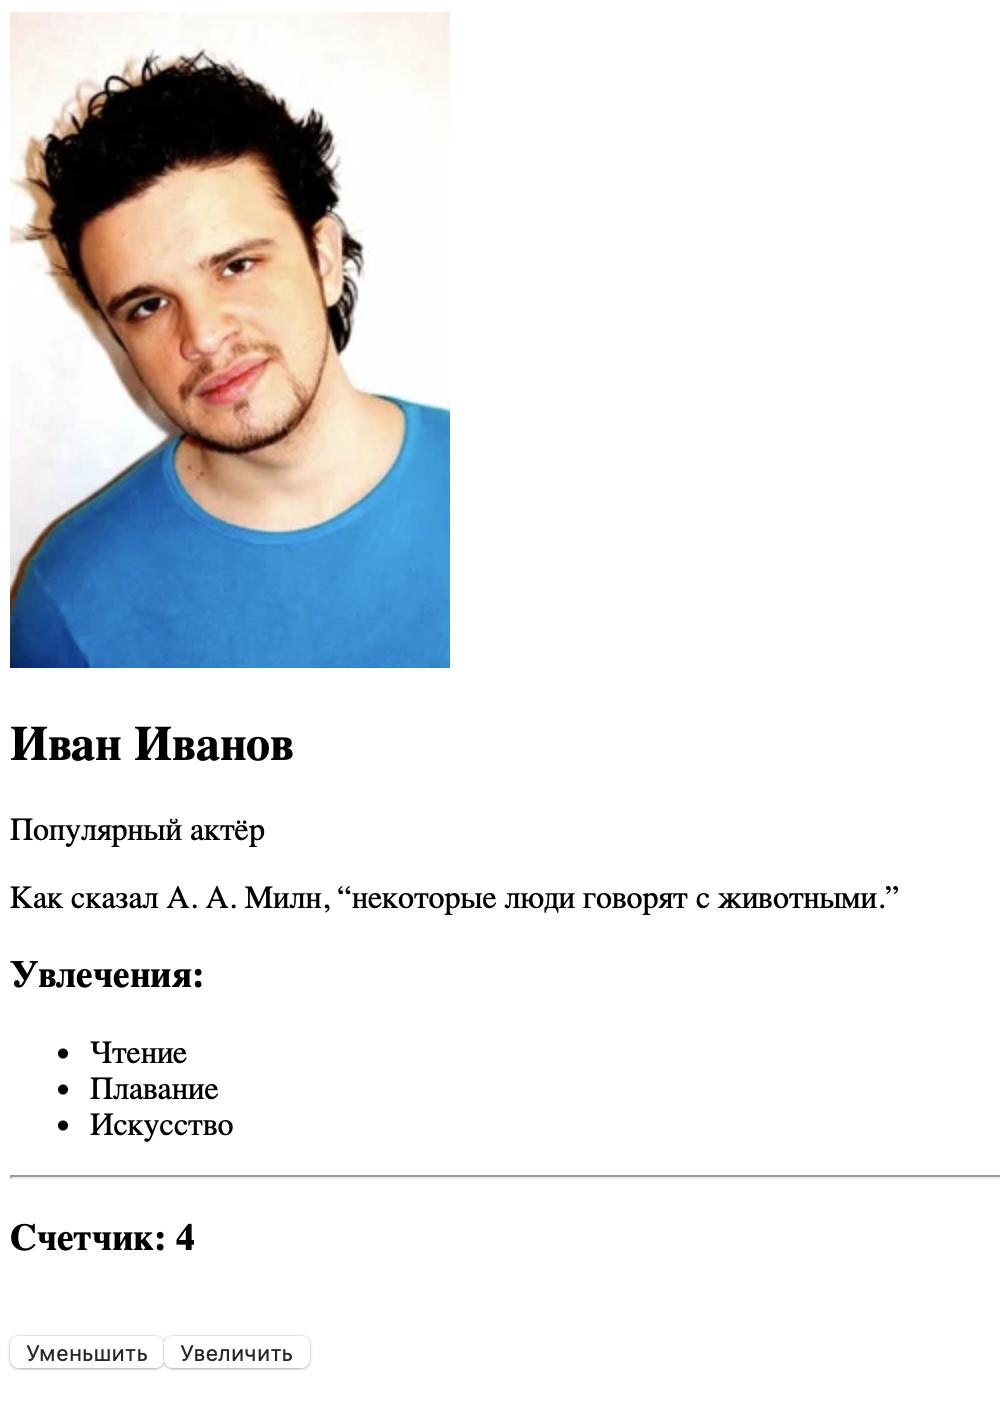 Иван Иванов
Популярный актёр
Как сказал А. А. Милн, “некоторые люди говорят с животными.”
Увлечения:
Чтение
Плавание
Искусство
Счетчик: 4
Уменьшить Увеличить